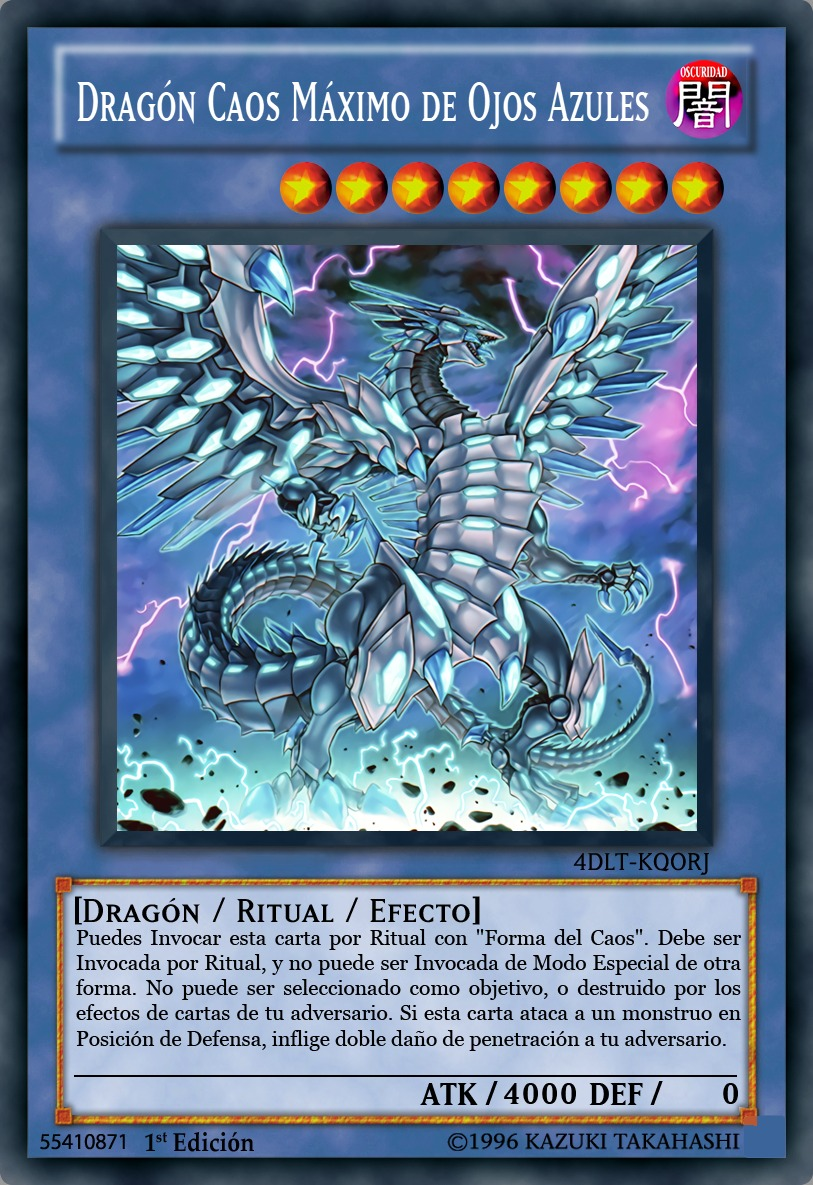 Dragón Caos Máximo de Ojos Azules
OSCURIDAD
闇
4DLT-KQORJ
[Dragón / Ritual / Efecto]
Puedes Invocar esta carta por Ritual con "Forma del Caos". Debe ser
Invocada por Ritual, y no puede ser Invocada de Modo Especial de otra
forma. No puede ser seleccionado como objetivo, o destruido por los
efectos de cartas de tu adversario. Si esta carta ataca a un monstruo en
Posición de Defensa, inflige doble daño de penetración a tu adversario.
ATK / 4000 DEF / 0
55410871 1st Edición ©1996 KAZUKI TAKAHASHI